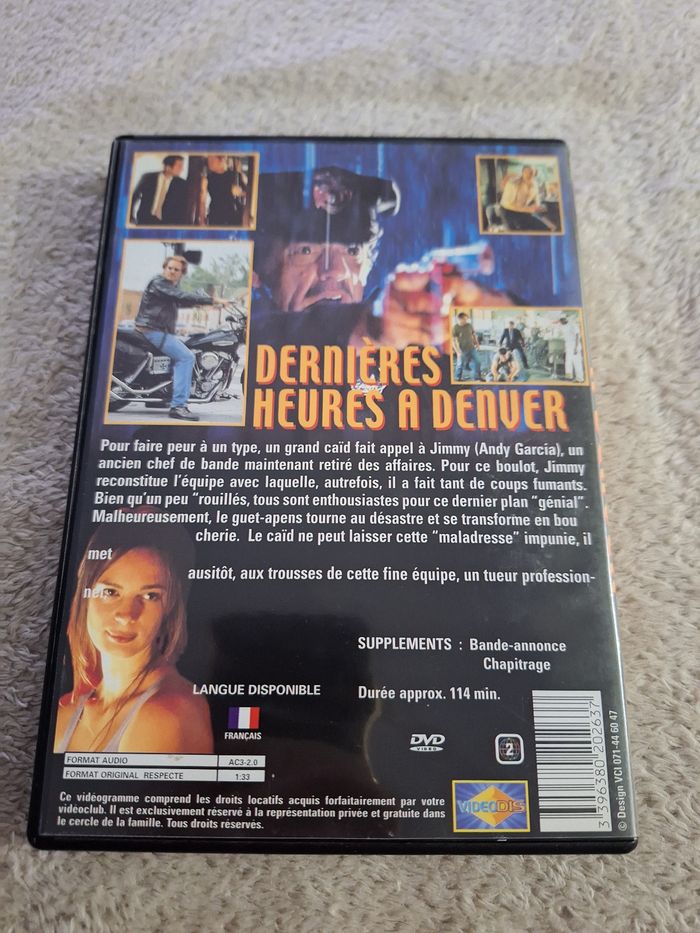 DERNIÈRES
HEURES A DENVER
Pour faire peur à un type, un grand caïd fait appel à Jimmy (Andy Garcia), un
ancien chef de bande maintenant retiré des affaires. Pour ce boulot, Jimmy
reconstitue l'équipe avec laquelle, autrefois, il a fait tant de coups fumants.
Bien qu'un peu "rouillés, tous sont enthousiastes pour ce dernier plan "génial".
Malheureusement, le guet-apens tourne au désastre et se transforme en bou
cherie. Le caïd ne peut laisser cette "maladresse" impunie, il
met
ausitôt, aux trousses de cette fine équipe, un tueur profession-
nel.
SUPPLEMENTS : Bande-annonce
Chapitrage
LANGUE DISPONIBLE
Durée approx. 114 min.
FRANÇAIS
DVD
VIDEO
2
FORMAT AUDIO AC3-2.0
FORMAT ORIGINAL RESPECTE 1:33
Ce vidéogramme comprend les droits locatifs acquis forfaitairement par votre
vidéoclub. Il est exclusivement réservé à la représentation privée et gratuite dans
le cercle de la famille. Tous droits réservés.
VIDEODIS
3 396380 202637
© Design VCI 071-44 60 47